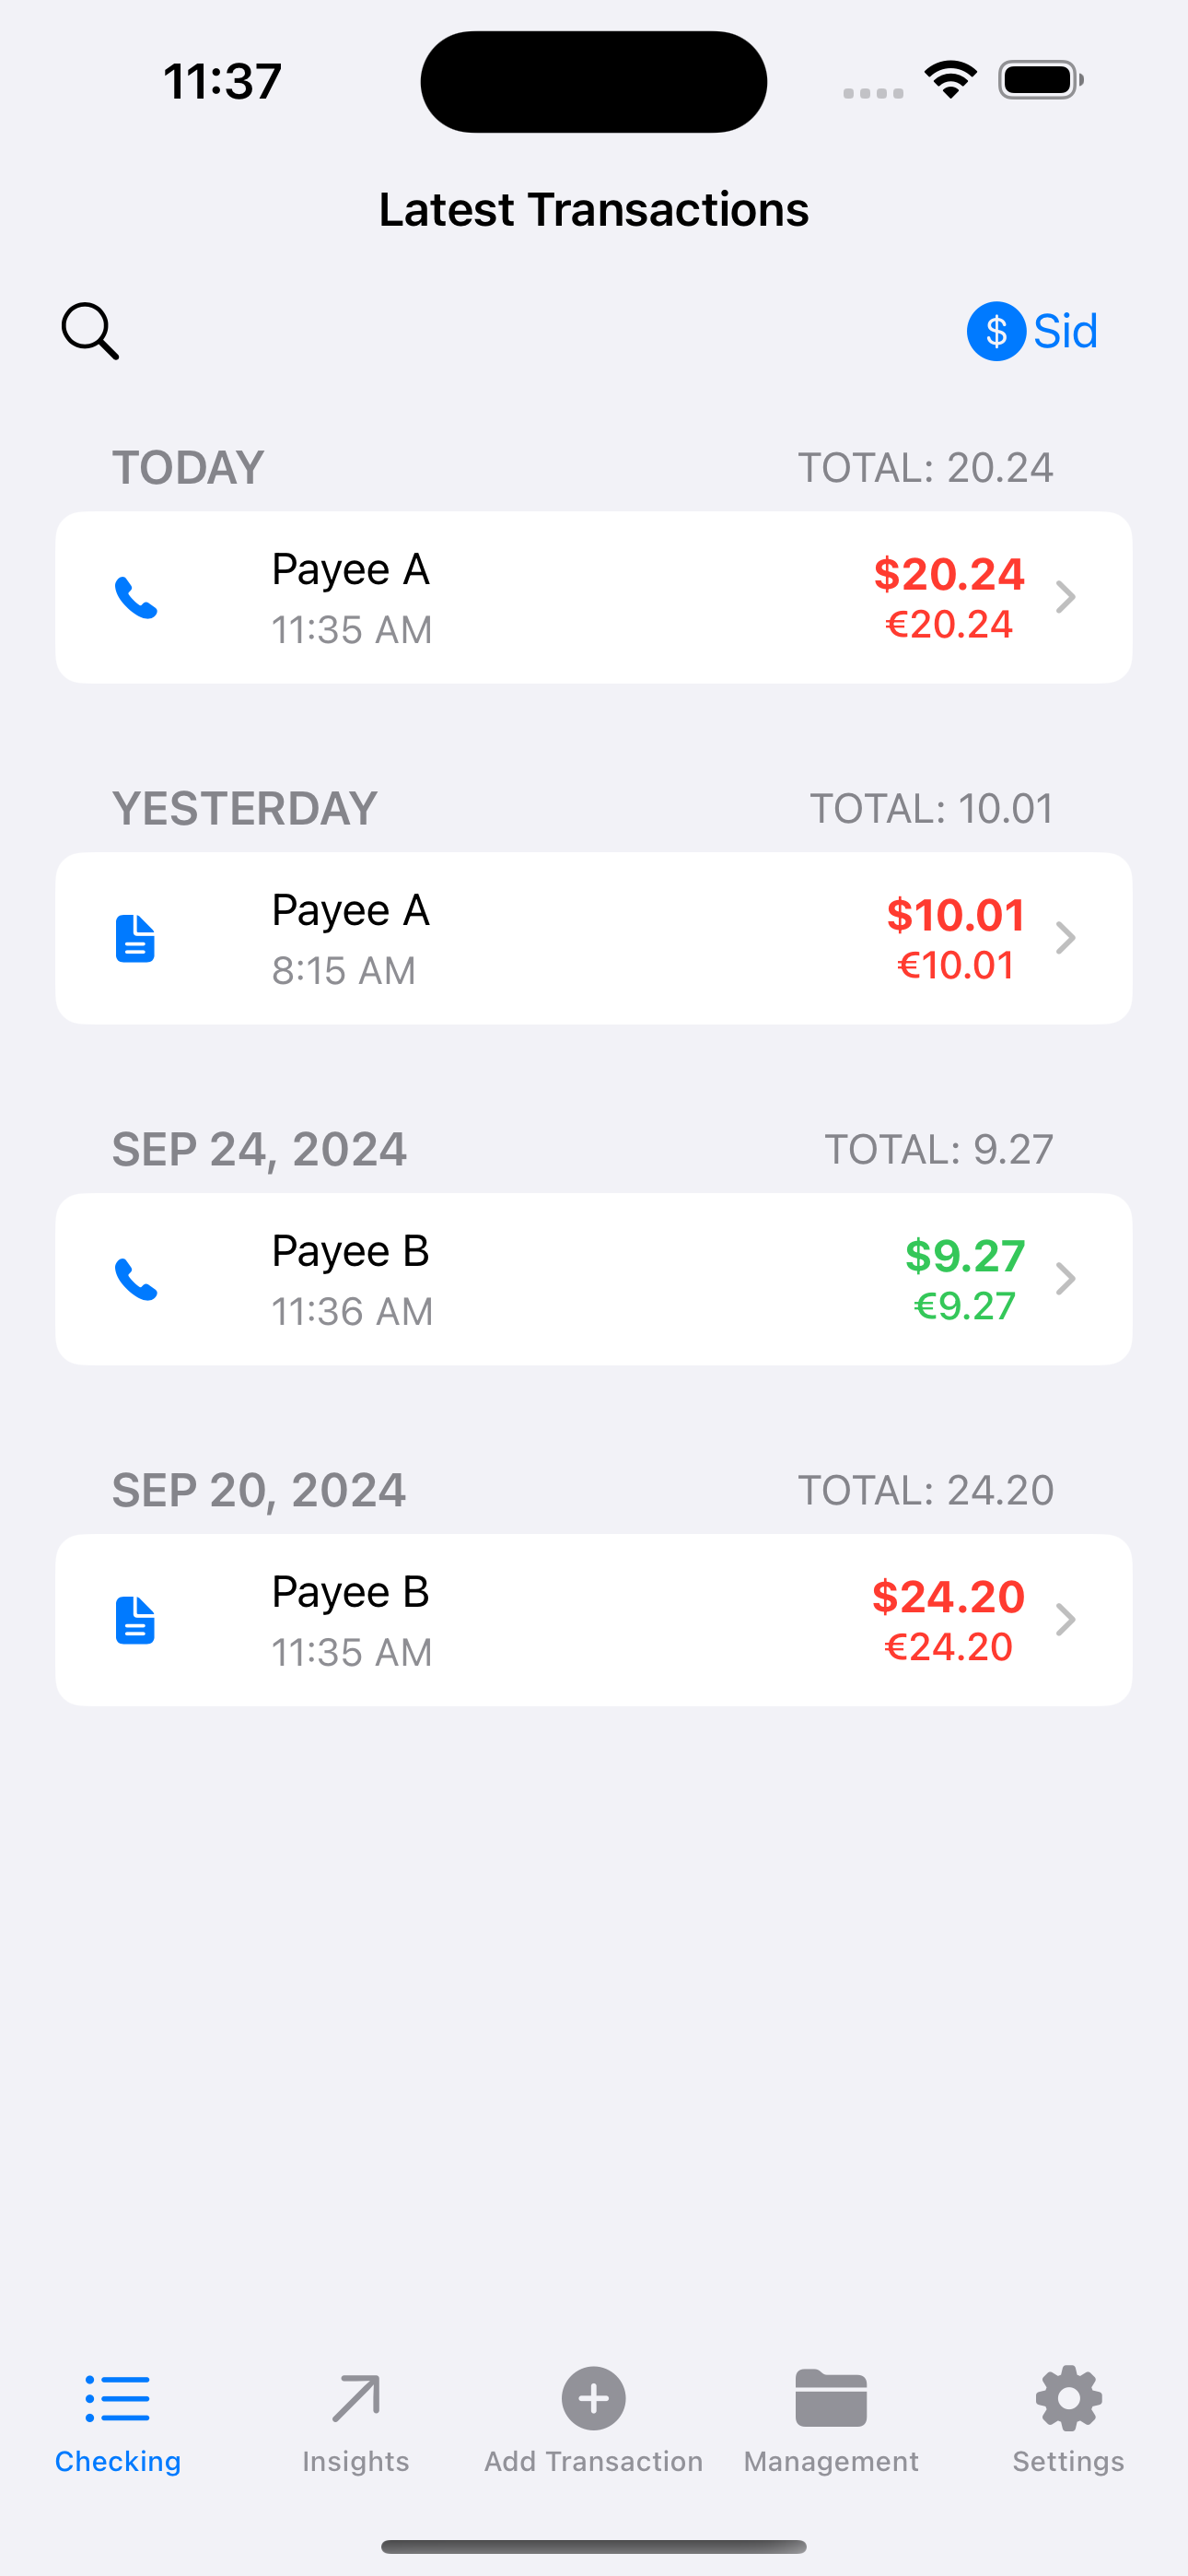 11:37
Latest Transactions
$ Sid
TODAY TOTAL: 20.24
Payee A $20.24
11:35 AM €20.24
YESTERDAY TOTAL: 10.01
Payee A $10.01
8:15 AM €10.01
SEP 24, 2024 TOTAL: 9.27
Payee B $9.27
11:36 AM €9.27
SEP 20, 2024 TOTAL: 24.20
Payee B $24.20
11:35 AM €24.20
Checking Insights Add Transaction Management Settings